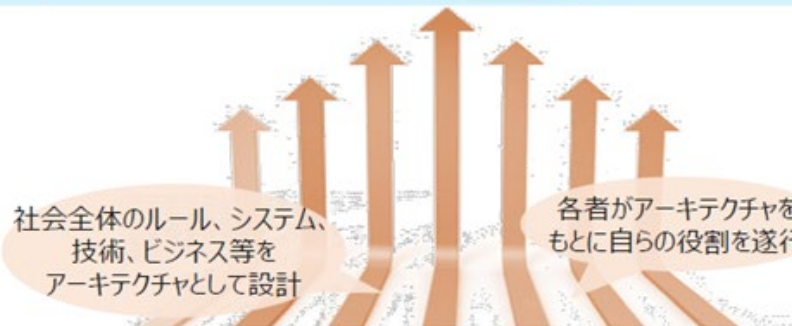 社会全体のルール、システム、
技術、ビジネス等を
アーキテクチャとして設計
各者がアーキテクチャを
もとに自らの役割を遂行